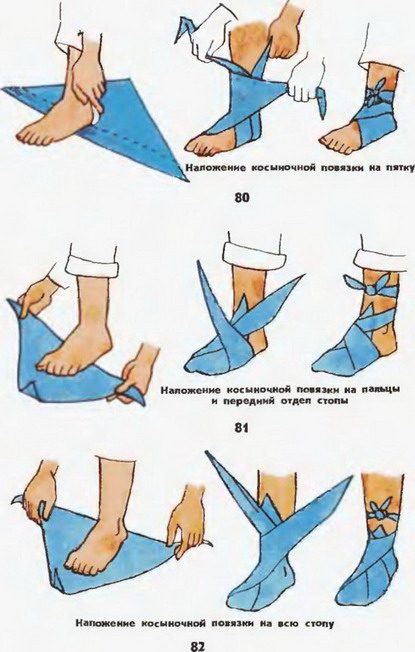 Наложение косыночной повязки на пятку
80
Наложение косыночной повязки на пальцы
и передний отдел стопы
81
Наложение косыночной повязки на всю стопу
82